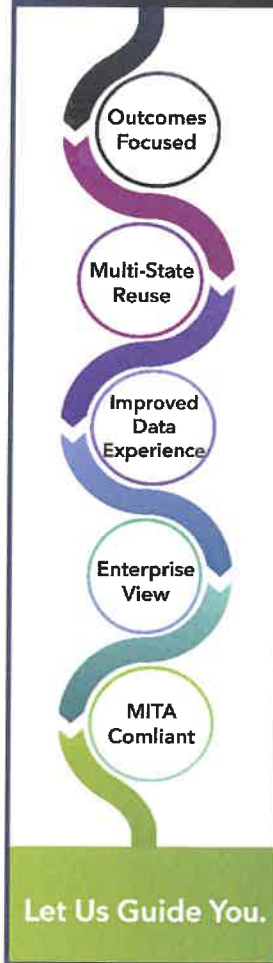 Outcomes
Focused
Multi-State
Reuse
Improved
Data
Experience
Enterprise
View
MITA
Comliant
Let Us Guide You.